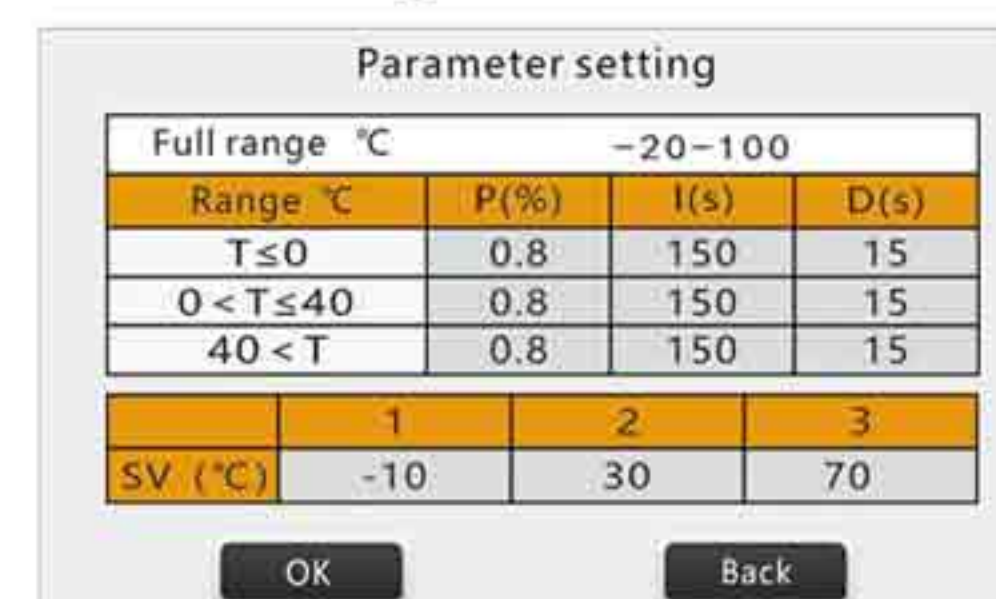 Parameter setting
Full range ℃ -20-100
Range ℃ P(%) I(s) D(s)
T≤0 0.8 150 15
0<T≤40 0.8 150 15
40<T 0.8 150 15
1 2 3
SV (℃) -10 30 70
OK Back